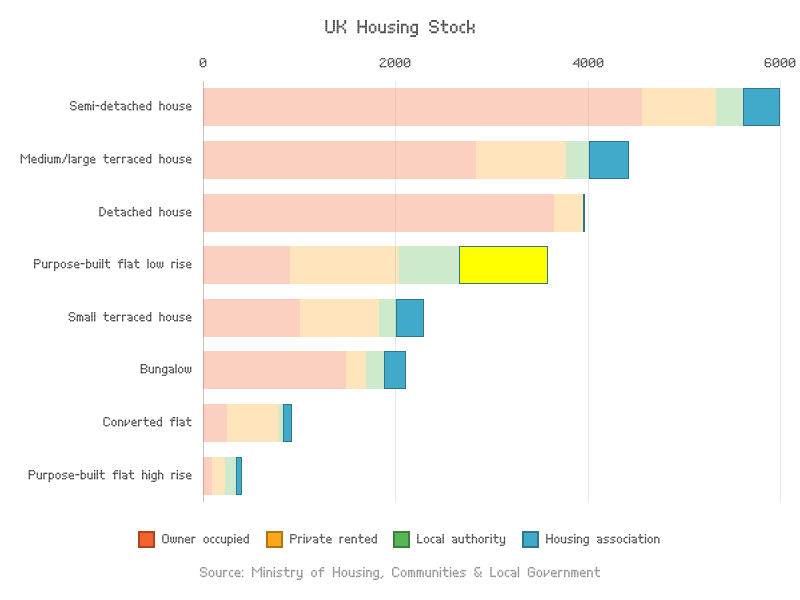 UK Housing Stock
0 2000 4000 6000
Semi-detached house
Medium/large terraced house
Detached house
Purpose-built flat low rise
Small terraced house
Bungalow
Converted flat
Purpose-built flat high rise
Owner occupied Private rented Local authority Housing association
Source: Ministry of Housing, Communities & Local Government